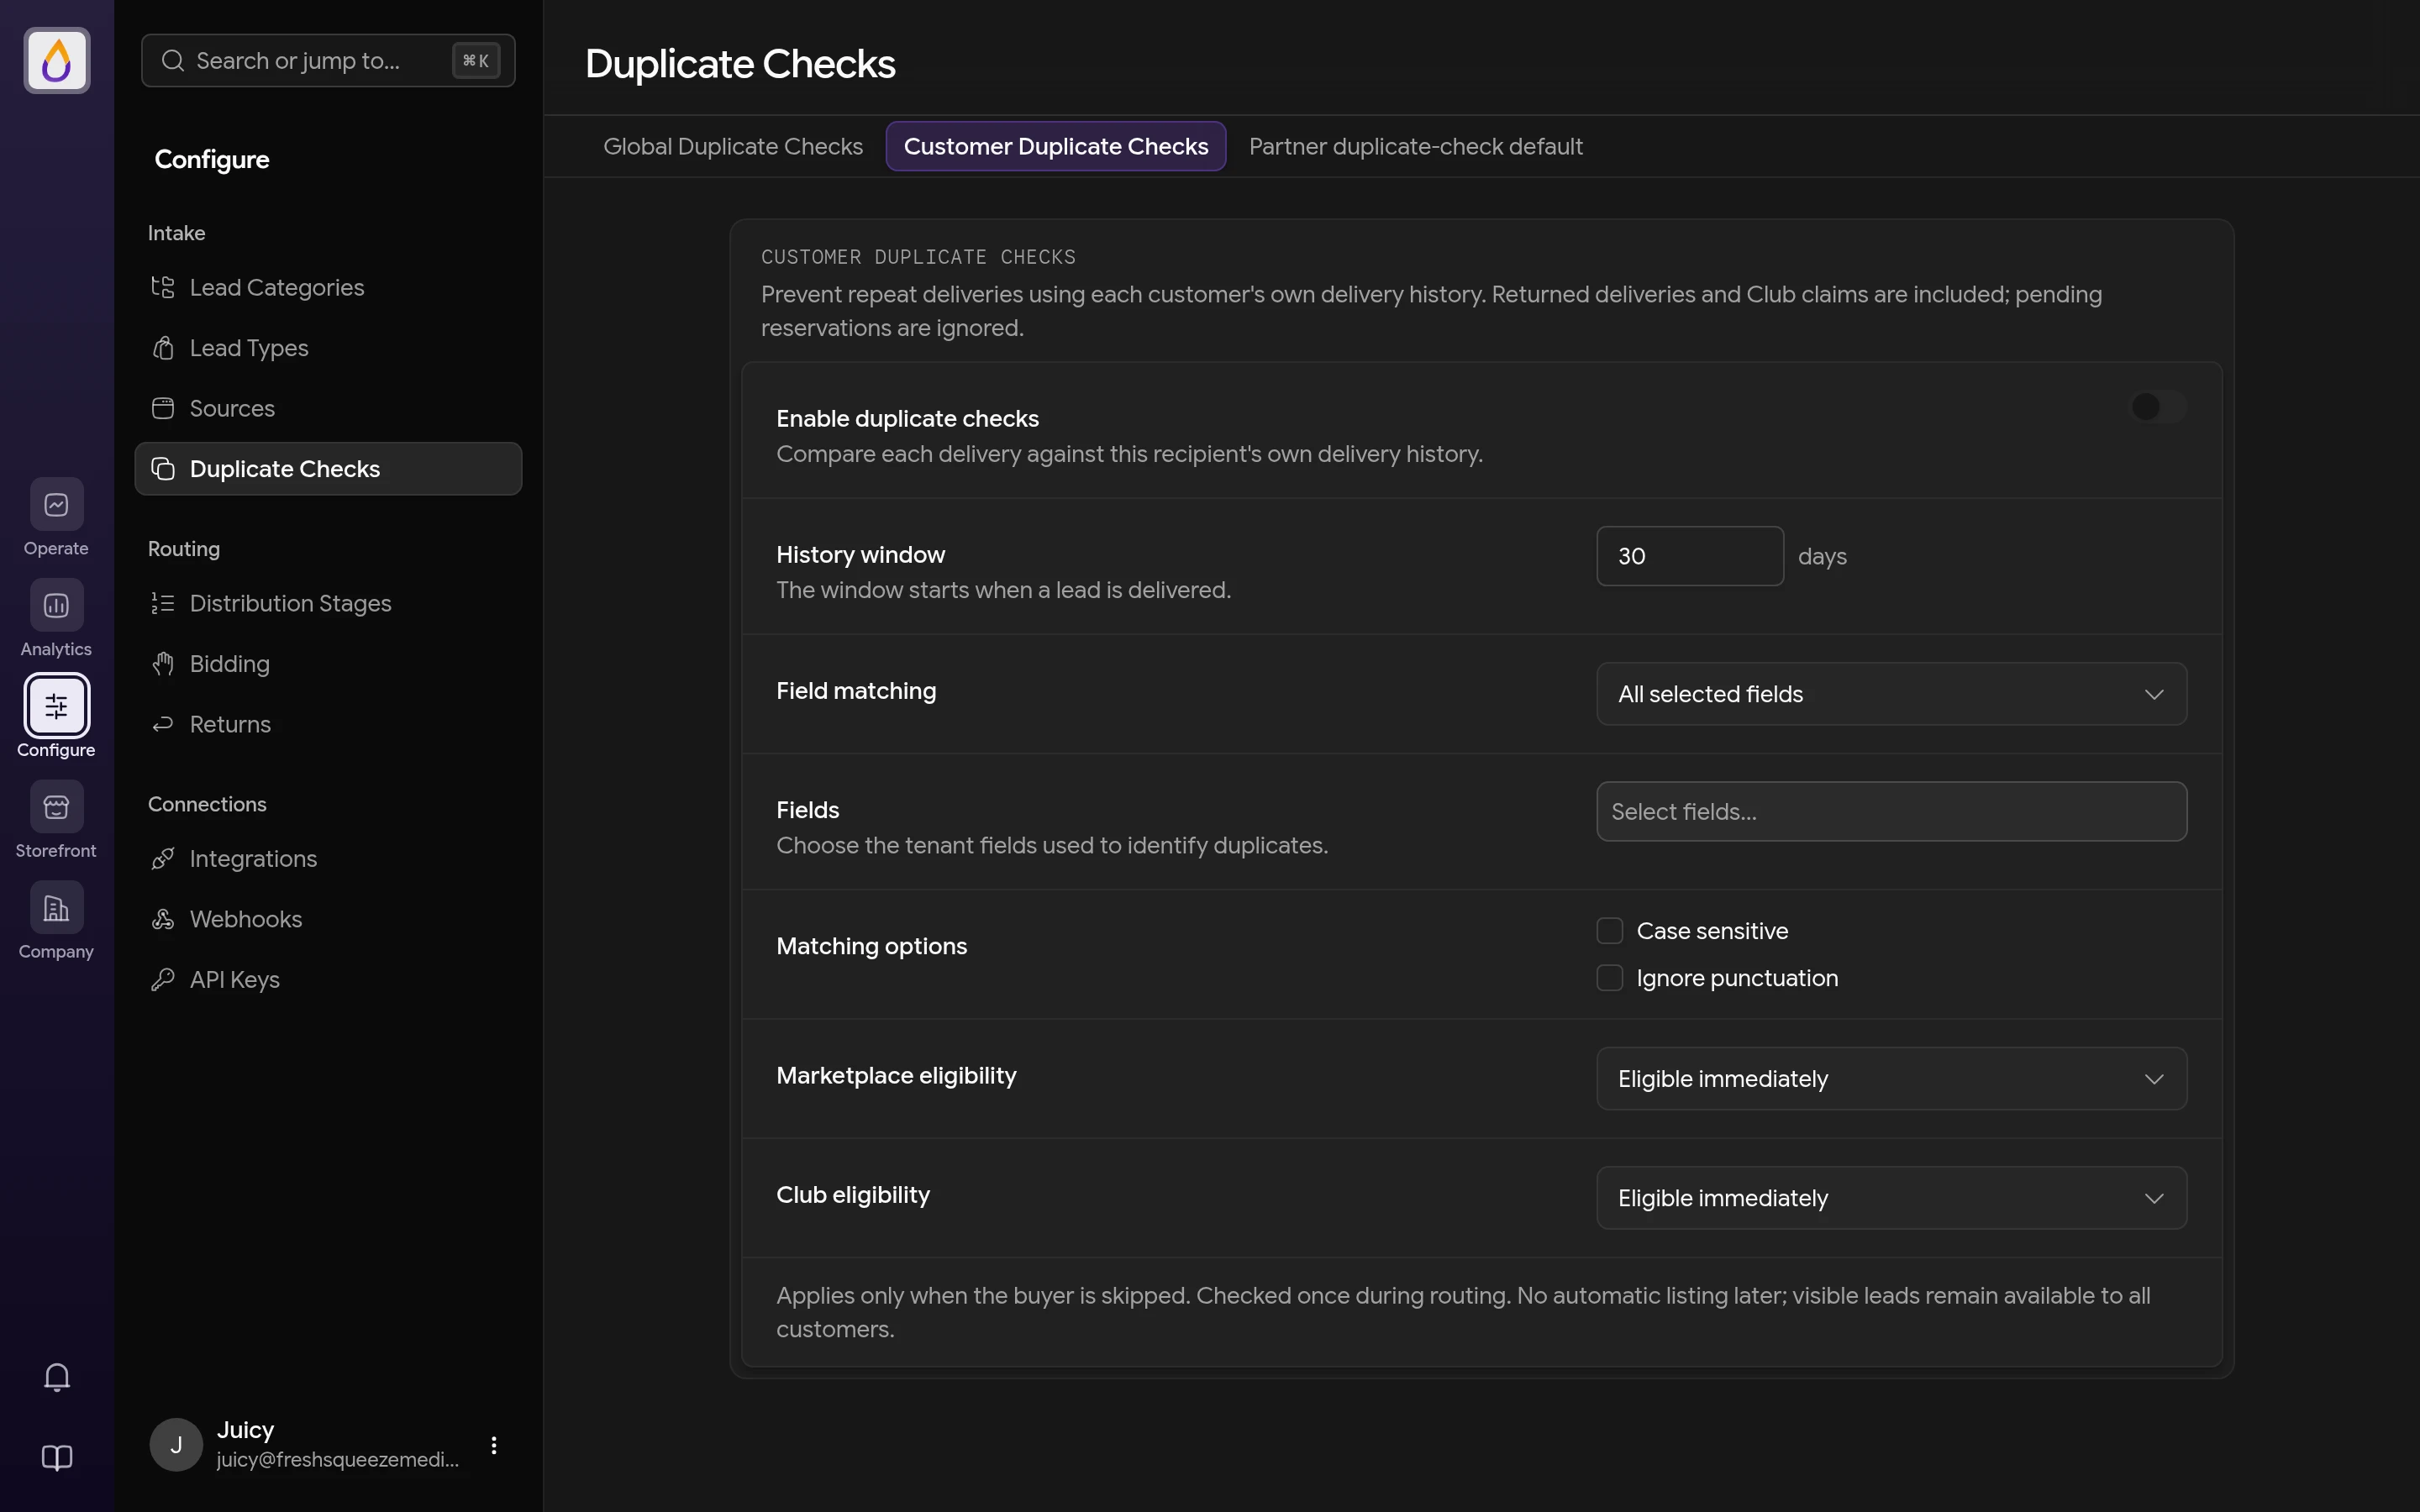 Search or jump to...
⌘K
Configure
Intake
Lead Categories
Lead Types
Sources
Duplicate Checks
Routing
Distribution Stages
Bidding
Returns
Connections
Integrations
Webhooks
API Keys
Operate
Analytics
Configure
Storefront
Company
J
Juicy
juicy@freshsqueezemedi...
Duplicate Checks
Global Duplicate Checks
Customer Duplicate Checks
Partner duplicate-check default
CUSTOMER DUPLICATE CHECKS
Prevent repeat deliveries using each customer's own delivery history. Returned deliveries and Club claims are included; pending
reservations are ignored.
Enable duplicate checks
Compare each delivery against this recipient's own delivery history.
History window
The window starts when a lead is delivered.
30
days
Field matching
All selected fields
Fields
Choose the tenant fields used to identify duplicates.
Select fields...
Matching options
Case sensitive
Ignore punctuation
Marketplace eligibility
Eligible immediately
Club eligibility
Eligible immediately
Applies only when the buyer is skipped. Checked once during routing. No automatic listing later; visible leads remain available to all
customers.